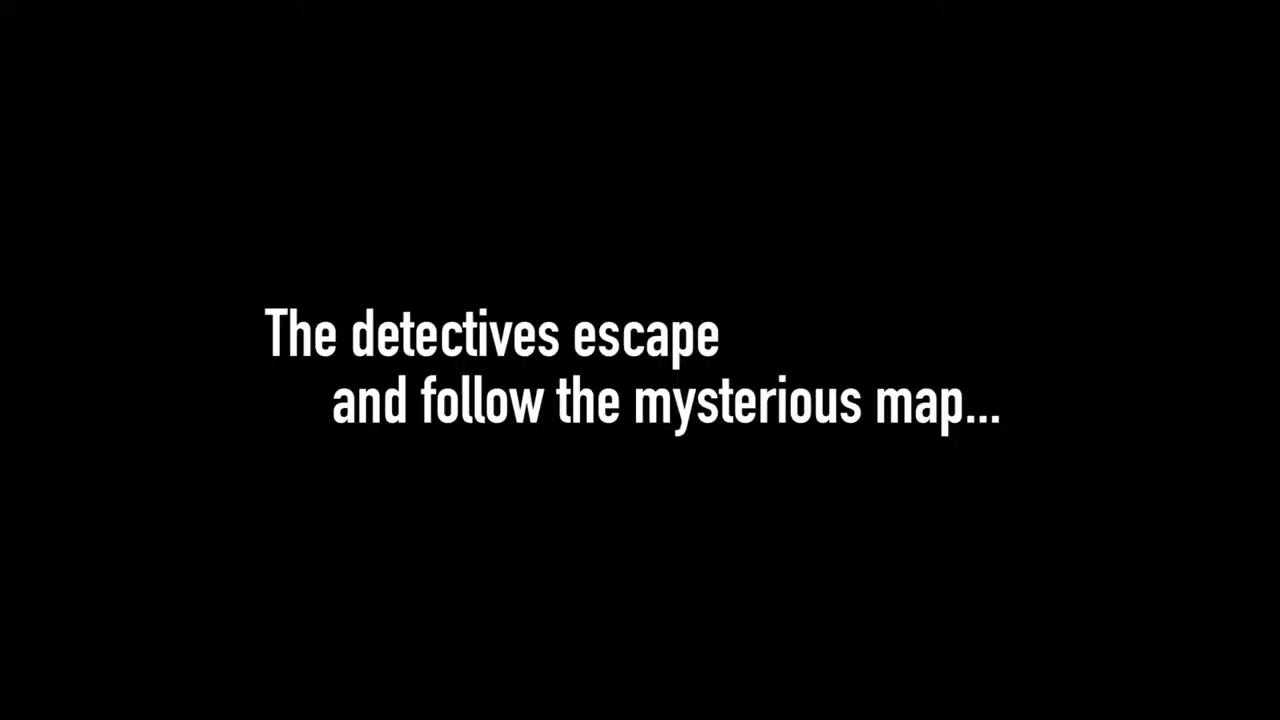 The detectives escape
and follow the mysterious map...